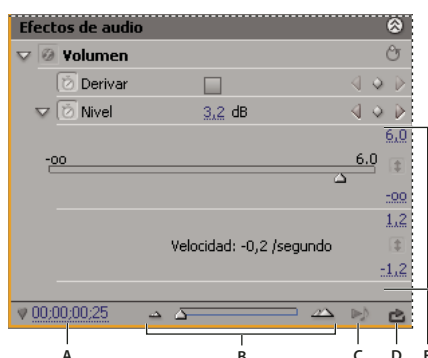 Efectos de audio
Volumen
Derivar
Nivel 3,2 dB
6,0
-oo 6.0
-oo
1,2
Velocidad: -0,2 /segundo
-1,2
00;00;00;25
A B C D E